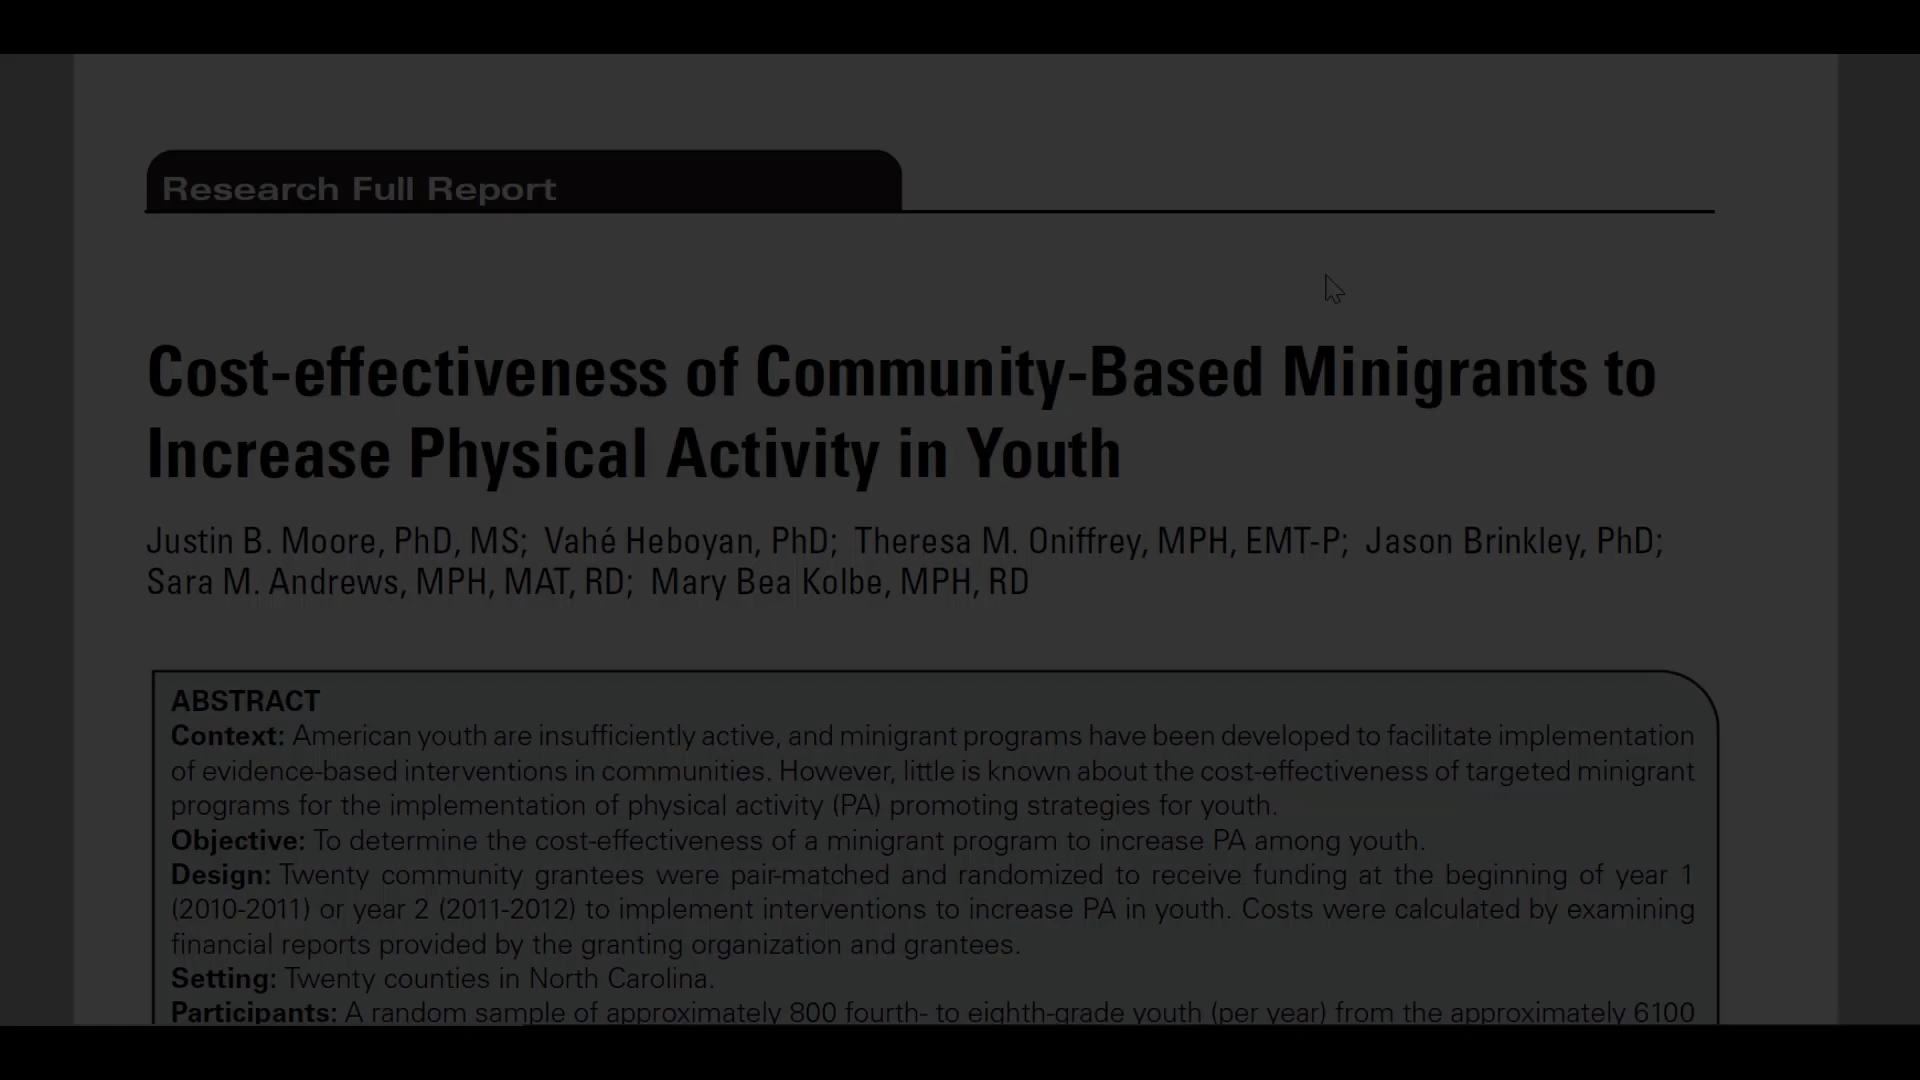 Research Full Report
Cost-effectiveness of Community-Based Minigrants to
Increase Physical Activity in Youth
Justin B. Moore, PhD, MS; Vahé Heboyan, PhD; Theresa M. Oniffrey, MPH, EMT-P; Jason Brinkley, PhD;
Sara M. Andrews, MPH, MAT, RD; Mary Bea Kolbe, MPH, RD
ABSTRACT
Context: American youth are insufficiently active, and minigrant programs have been developed to facilitate implementation
of evidence-based interventions in communities. However, little is known about the cost-effectiveness of targeted minigrant
programs for the implementation of physical activity (PA) promoting strategies for youth.
Objective: To determine the cost-effectiveness of a minigrant program to increase PA among youth.
Design: Twenty community grantees were pair-matched and randomized to receive funding at the beginning of year 1
(2010-2011) or year 2 (2011-2012) to implement interventions to increase PA in youth. Costs were calculated by examining
financial reports provided by the granting organization and grantees.
Setting: Twenty counties in North Carolina.
Participants: A random sample of approximately 800 fourth- to eighth-grade youth (per year) from the approximately 6100